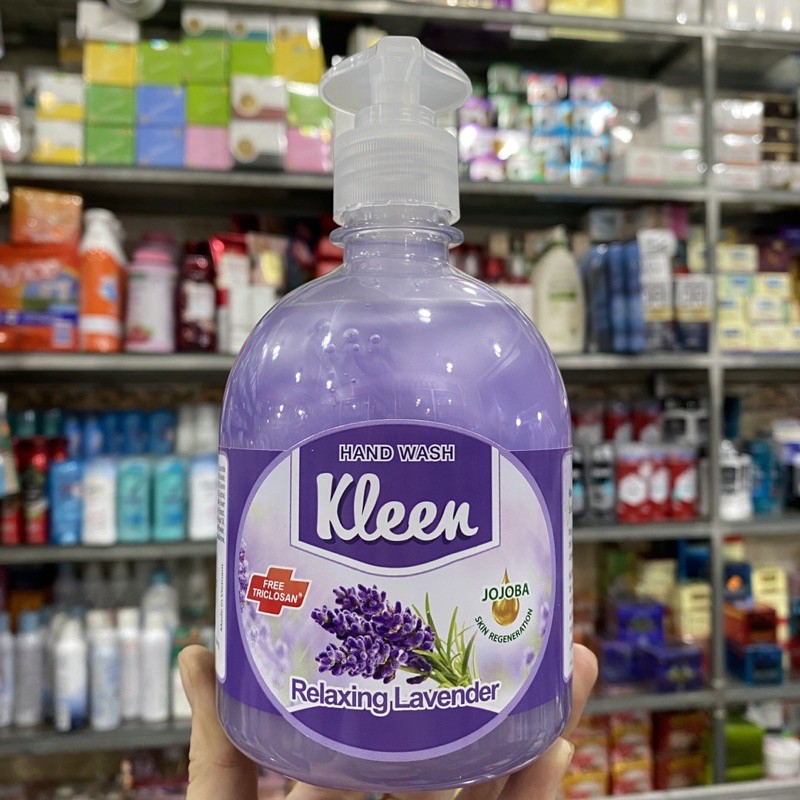 HAND WASH
Kleen
FREE
TRICLOSAN®
JOJOBA
SKIN REGENERATION
Relaxing Lavender